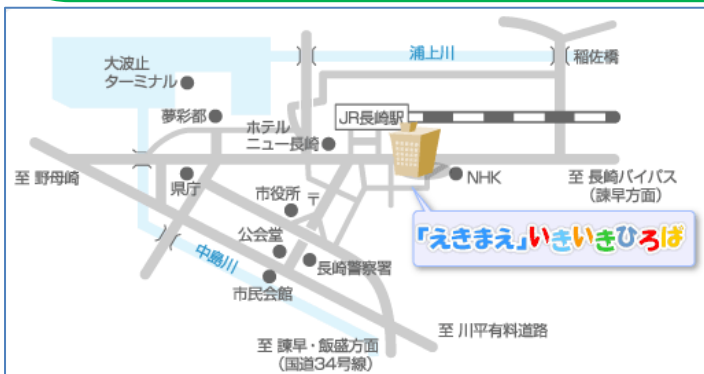 浦上川
稲佐橋
大波止
ターミナル
夢彩都
JR長崎駅
ホテル
ニュー長崎
至 野母崎
県庁
市役所
〒
NHK
至 長崎バイパス
(諫早方面)
「えきまえ」いきいきひろば
公会堂
長崎警察署
中島川
市民会館
至 川平有料道路
至 諫早・飯盛方面
(国道34号線)